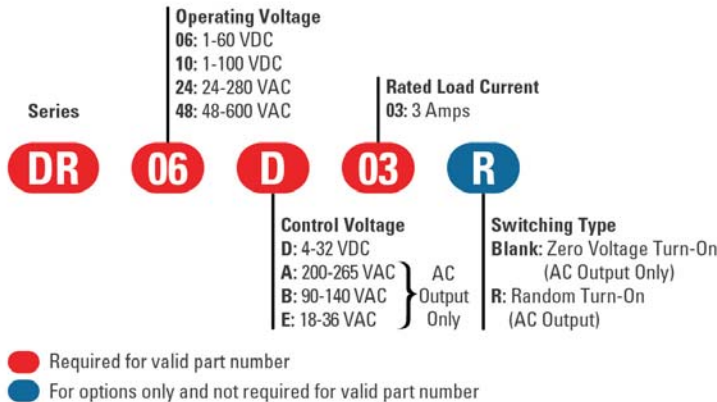 Operating Voltage
06: 1-60 VDC
10: 1-100 VDC
24: 24-280 VAC
48: 48-600 VAC
Series
Rated Load Current
03: 3 Amps
DR 06 D 03 R
Control Voltage
D: 4-32 VDC
A: 200-265 VAC
B: 90-140 VAC
E: 18-36 VAC
AC
Output
Only
Switching Type
Blank: Zero Voltage Turn-On
(AC Output Only)
R: Random Turn-On
(AC Output)
Required for valid part number
For options only and not required for valid part number